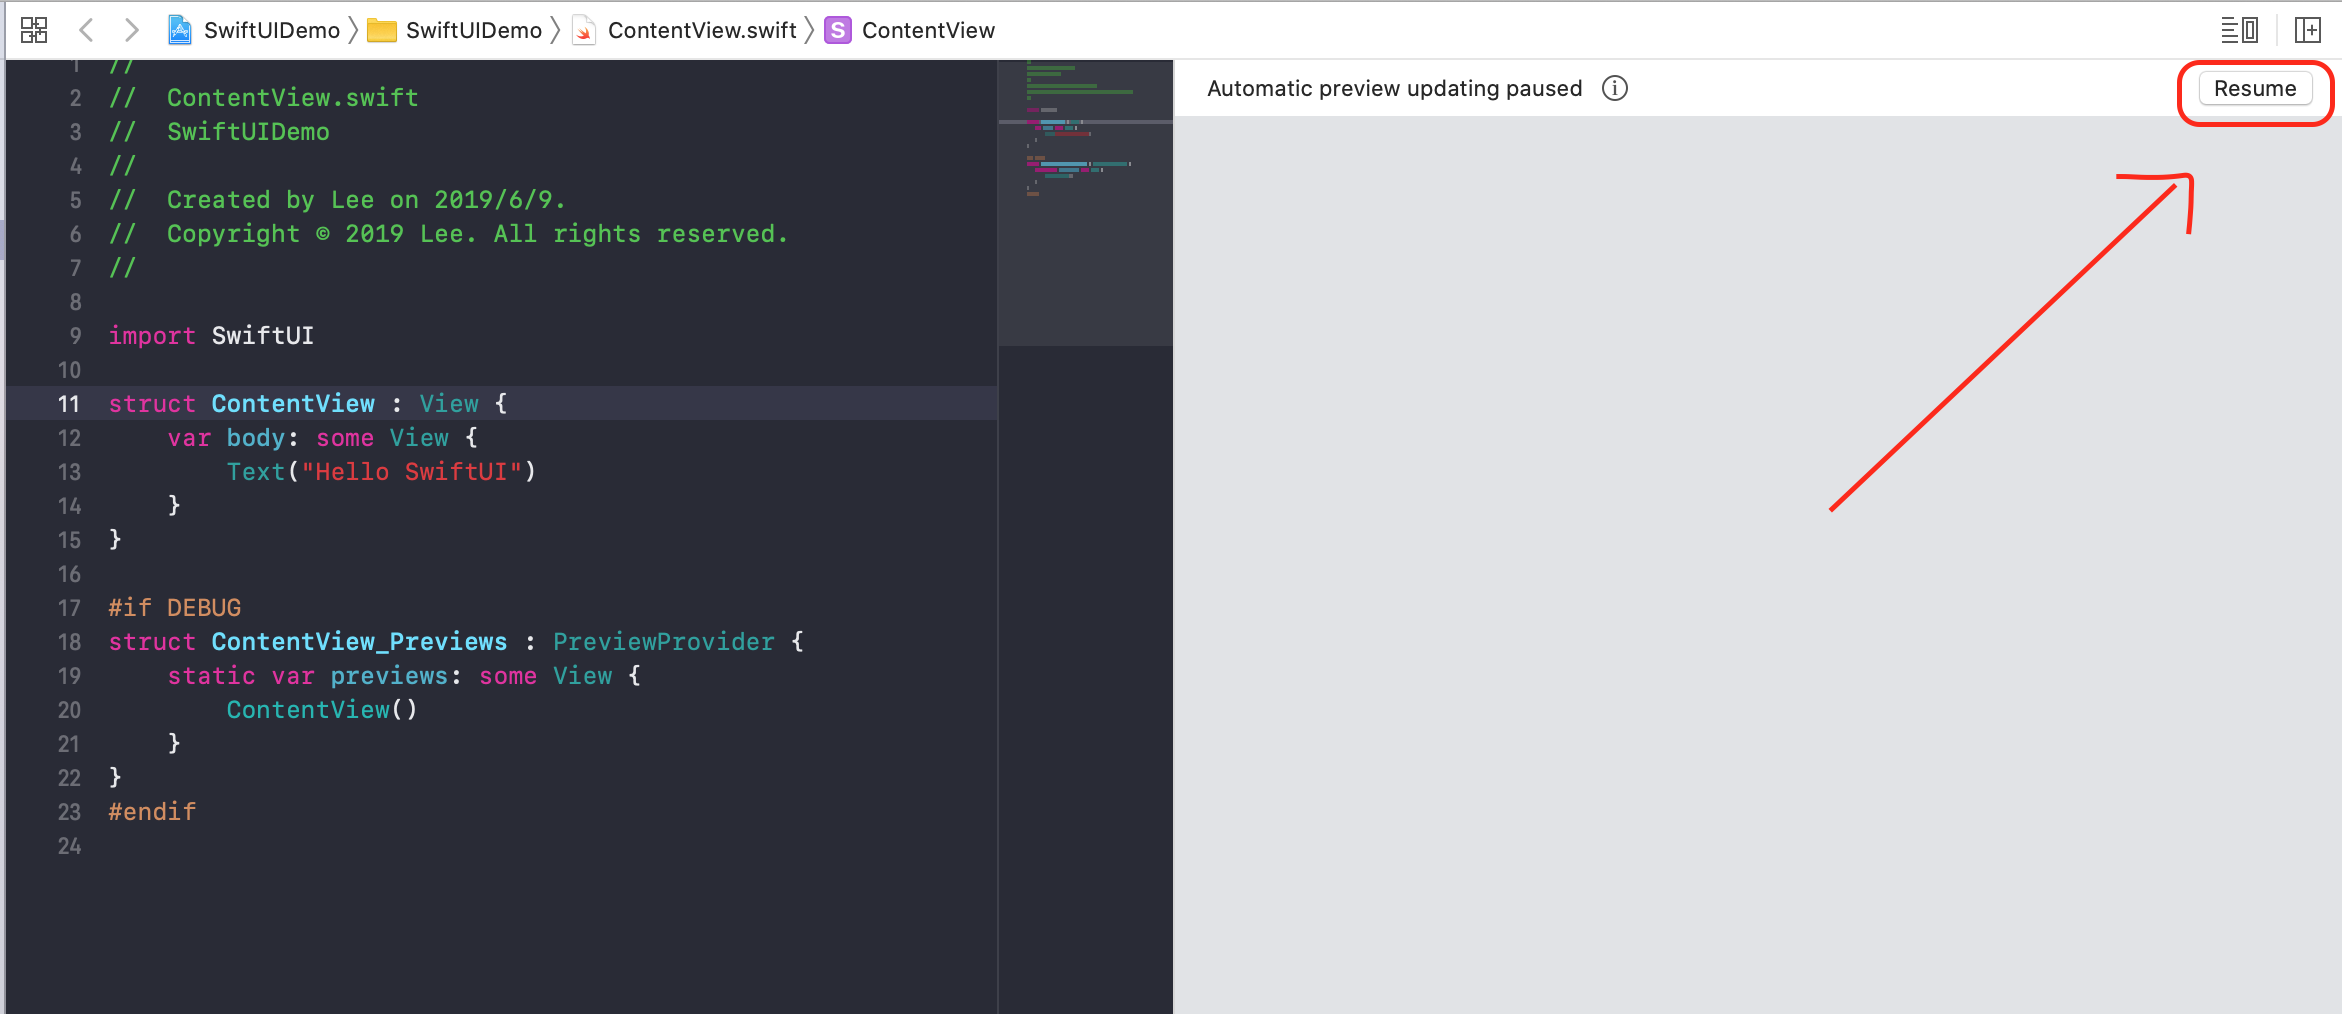 SwiftUIDemo SwiftUIDemo ContentView.swift S ContentView
Automatic preview updating paused i Resume
1 //
2 //  ContentView.swift
3 //  SwiftUIDemo
4 //
5 //  Created by Lee on 2019/6/9.
6 //  Copyright © 2019 Lee. All rights reserved.
7 //
8
9 import SwiftUI
10
11 struct ContentView : View {
12     var body: some View {
13         Text("Hello SwiftUI")
14     }
15 }
16
17 #if DEBUG
18 struct ContentView_Previews : PreviewProvider {
19     static var previews: some View {
20         ContentView()
21     }
22 }
23 #endif
24